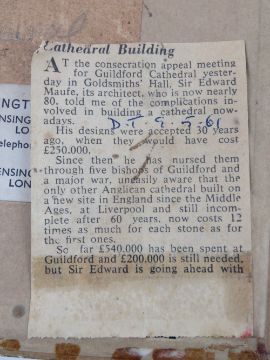 Cathedral Building
AT the consecration appeal meeting
for Guildford Cathedral yester-
day in Goldsmiths' Hall, Sir Edward
Maufe, its architect, who is now nearly
80, told me of the complications in-
volved in building a cathedral now-
adays. D.T. 9.5.61
His designs were accepted 30 years
ago, when they would have cost
£250.000.
Since then he has nursed them
through five bishops of Guildford and
a major war, uneasily aware that the
only other Anglican cathedral built on
a new site in England since the Middle
Ages, at Liverpool and still incom-
plete after 60 years, now costs 12
times as much for each stone as for
the first ones.
So far £540.000 has been spent at
Guildford and £200.000 is still needed,
but Sir Edward is going ahead with
NGT
ENSING
LON
elephon
ENSING
LON